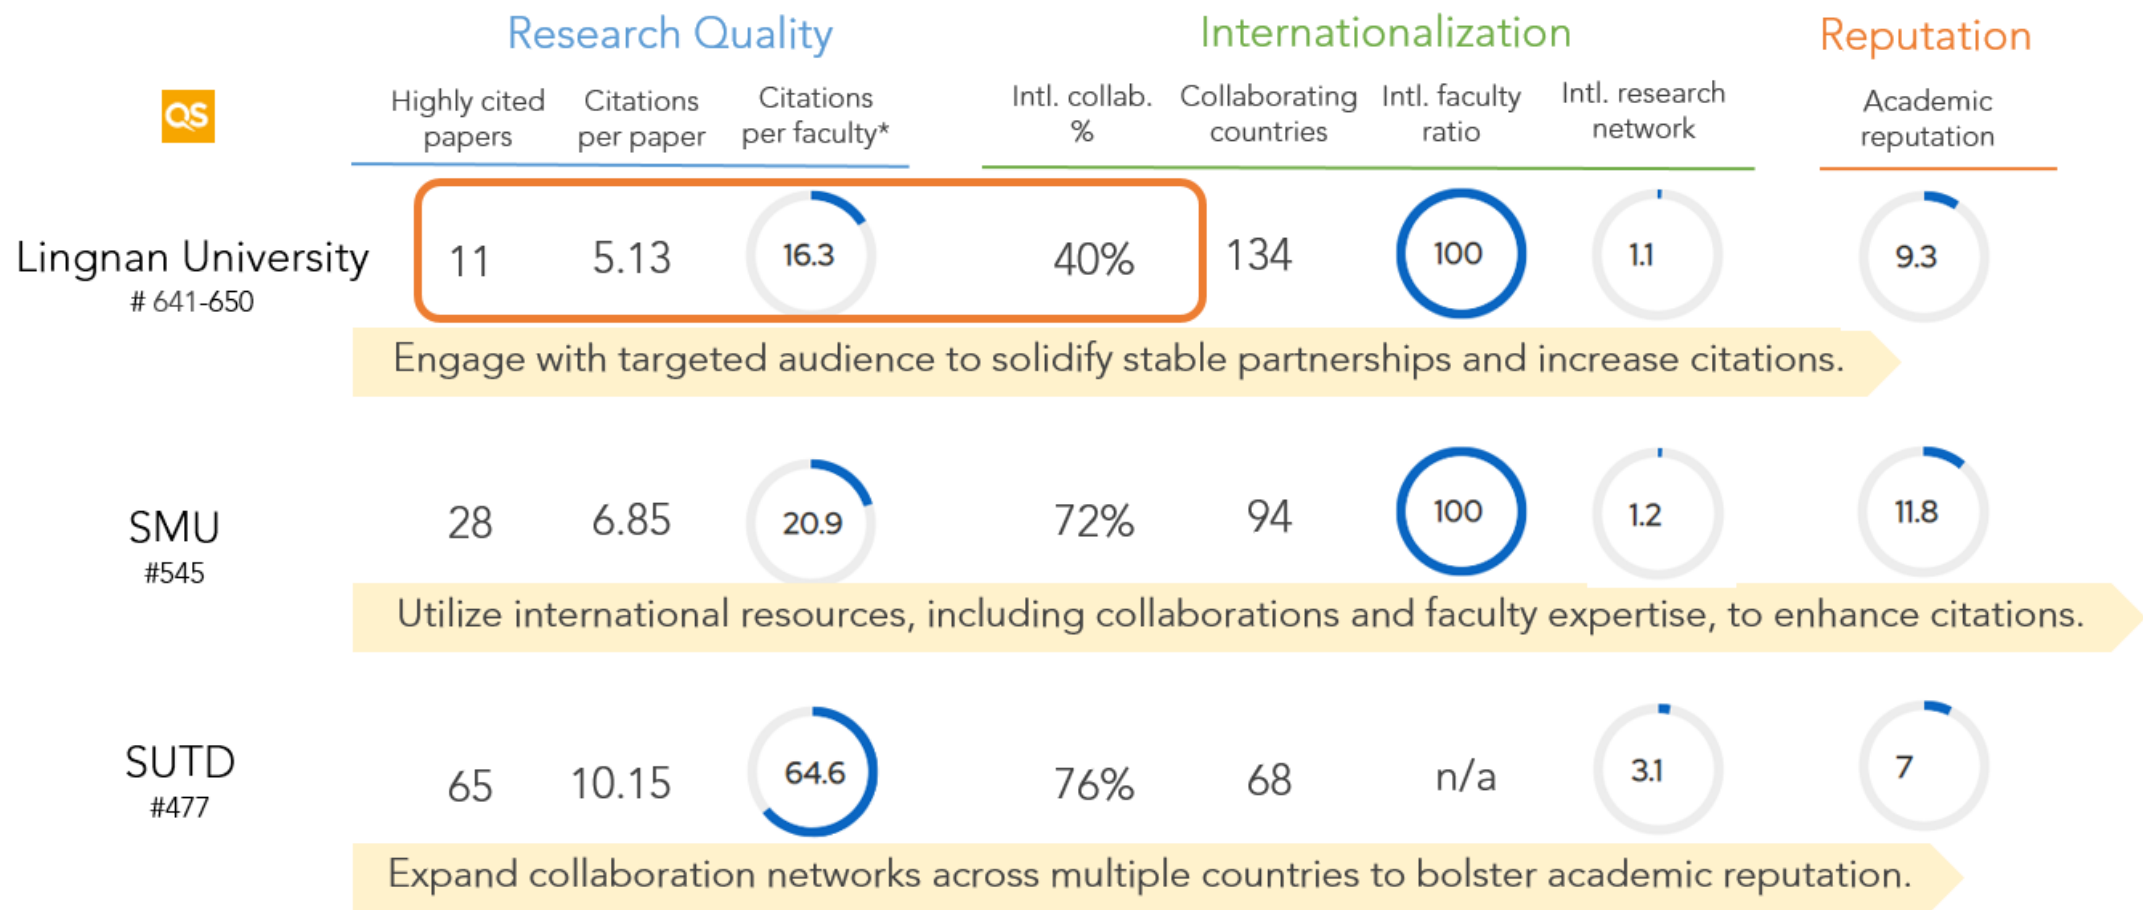 Research Quality Internationalization Reputation
QS
Highly cited papers Citations per paper Citations per faculty* Intl. collab. % Collaborating countries Intl. faculty ratio Intl. research network Academic reputation
Lingnan University 11 5.13 16.3 40% 134 100 1.1 9.3
# 641-650
Engage with targeted audience to solidify stable partnerships and increase citations.
SMU 28 6.85 20.9 72% 94 100 1.2 11.8
#545
Utilize international resources, including collaborations and faculty expertise, to enhance citations.
SUTD 65 10.15 64.6 76% 68 n/a 3.1 7
#477
Expand collaboration networks across multiple countries to bolster academic reputation.